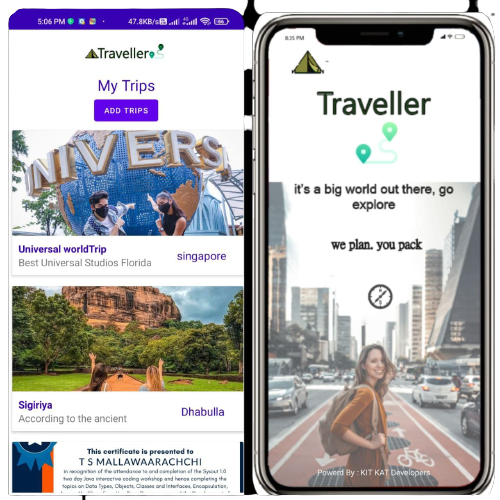 5:06 PM
47.8KB/s
86
Traveller
My Trips
ADD TRIPS
UNIVERS
Universal worldTrip
Best Universal Studios Florida
singapore
Sigiriya
According to the ancient
Dhabulla
This certificate is presented to
T S MALLAWAARACHCHI
in recognition of the attendance to and completion of the Sysout 1.0
two day Java interactive coding workshop and hence completing the
topics on Data Types, Objects, Classes and Interfaces, Encapsulation,
8:25 PM
Traveller
it's a big world out there, go
explore
we plan. you pack
Powerd By : KIT KAT Developers